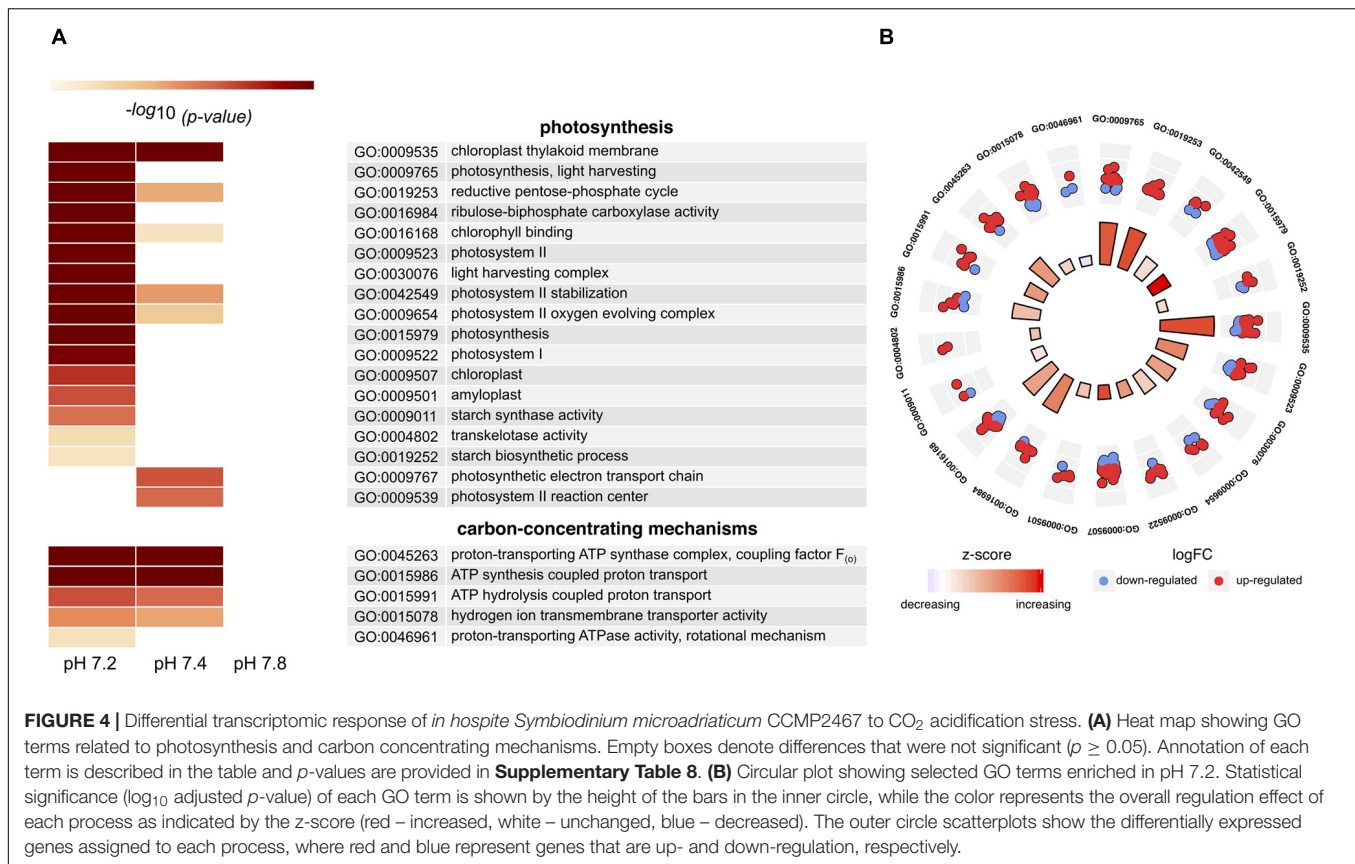 A
B
-log10 (p-value)
photosynthesis
GO:0009535 chloroplast thylakoid membrane
GO:0009765 photosynthesis, light harvesting
GO:0019253 reductive pentose-phosphate cycle
GO:0016984 ribulose-biphosphate carboxylase activity
GO:0016168 chlorophyll binding
GO:0009523 photosystem II
GO:0030076 light harvesting complex
GO:0042549 photosystem II stabilization
GO:0009654 photosystem II oxygen evolving complex
GO:0015979 photosynthesis
GO:0009522 photosystem I
GO:0009507 chloroplast
GO:0009501 amyloplast
GO:0009011 starch synthase activity
GO:0004802 transkelotase activity
GO:0019252 starch biosynthetic process
GO:0009767 photosynthetic electron transport chain
GO:0009539 photosystem II reaction center
carbon-concentrating mechanisms
GO:0045263 proton-transporting ATP synthase complex, coupling factor F(o)
GO:0015986 ATP synthesis coupled proton transport
GO:0015991 ATP hydrolysis coupled proton transport
GO:0015078 hydrogen ion transmembrane transporter activity
GO:0046961 proton-transporting ATPase activity, rotational mechanism
pH 7.2 pH 7.4 pH 7.8
GO:0009765
GO:0019253
GO:0042549
GO:0015979
GO:0019252
GO:0009535
GO:0009523
GO:0030076
GO:0009654
GO:0009522
GO:0009507
GO:0009501
GO:0016984
GO:0016168
GO:0009011
GO:0004802
GO:0015986
GO:0015991
GO:0045263
GO:0015078
GO:0046961
z-score
decreasing increasing
logFC
down-regulated up-regulated
FIGURE 4 | Differential transcriptomic response of in hospite Symbiodinium microadriaticum CCMP2467 to CO2 acidification stress. (A) Heat map showing GO
terms related to photosynthesis and carbon concentrating mechanisms. Empty boxes denote differences that were not significant (p ≥ 0.05). Annotation of each
term is described in the table and p-values are provided in Supplementary Table 8. (B) Circular plot showing selected GO terms enriched in pH 7.2. Statistical
significance (log10 adjusted p-value) of each GO term is shown by the height of the bars in the inner circle, while the color represents the overall regulation effect of
each process as indicated by the z-score (red – increased, white – unchanged, blue – decreased). The outer circle scatterplots show the differentially expressed
genes assigned to each process, where red and blue represent genes that are up- and down-regulation, respectively.